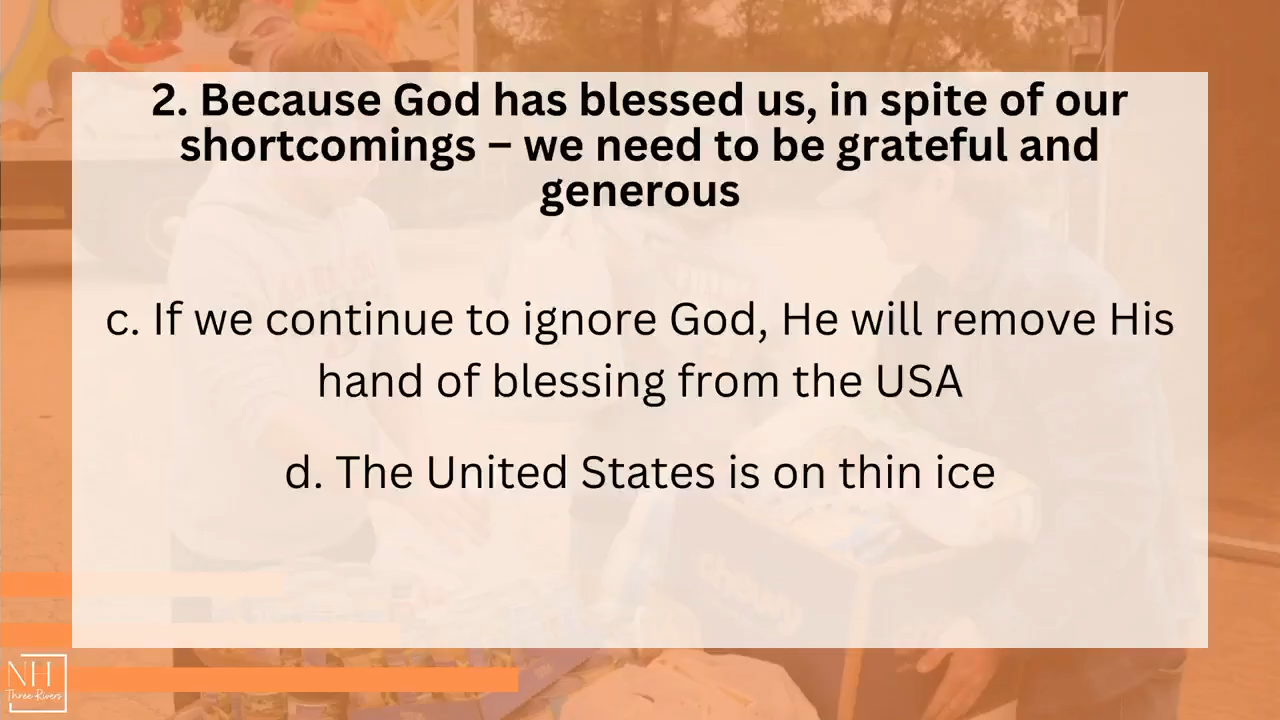 2. Because God has blessed us, in spite of our
shortcomings – we need to be grateful and
generous
c. If we continue to ignore God, He will remove His
hand of blessing from the USA
d. The United States is on thin ice
NH
Three Rivers